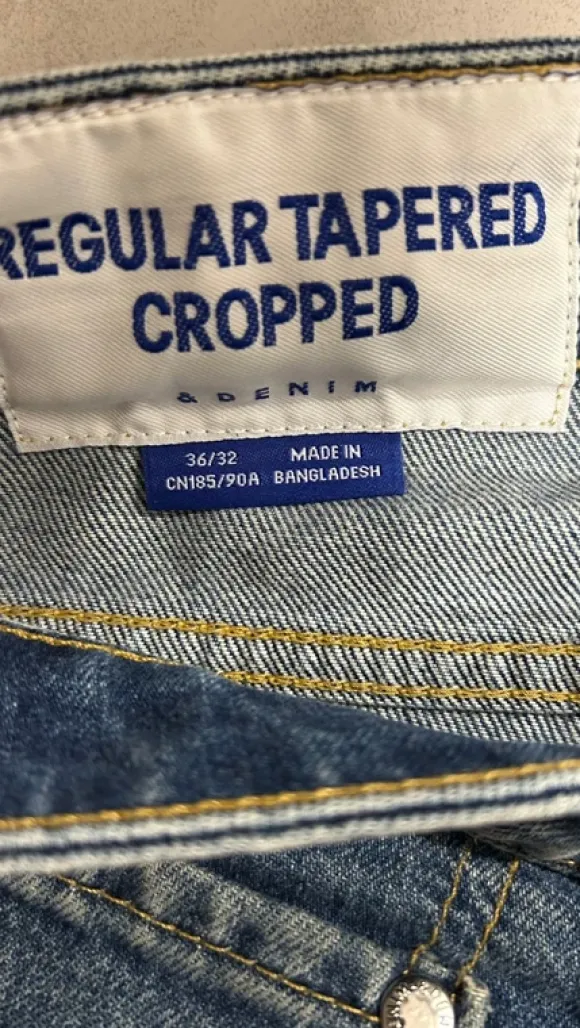 REGULAR TAPERED
CROPPED
& DENIM
36/32 MADE IN
CN185/90A BANGLADESH